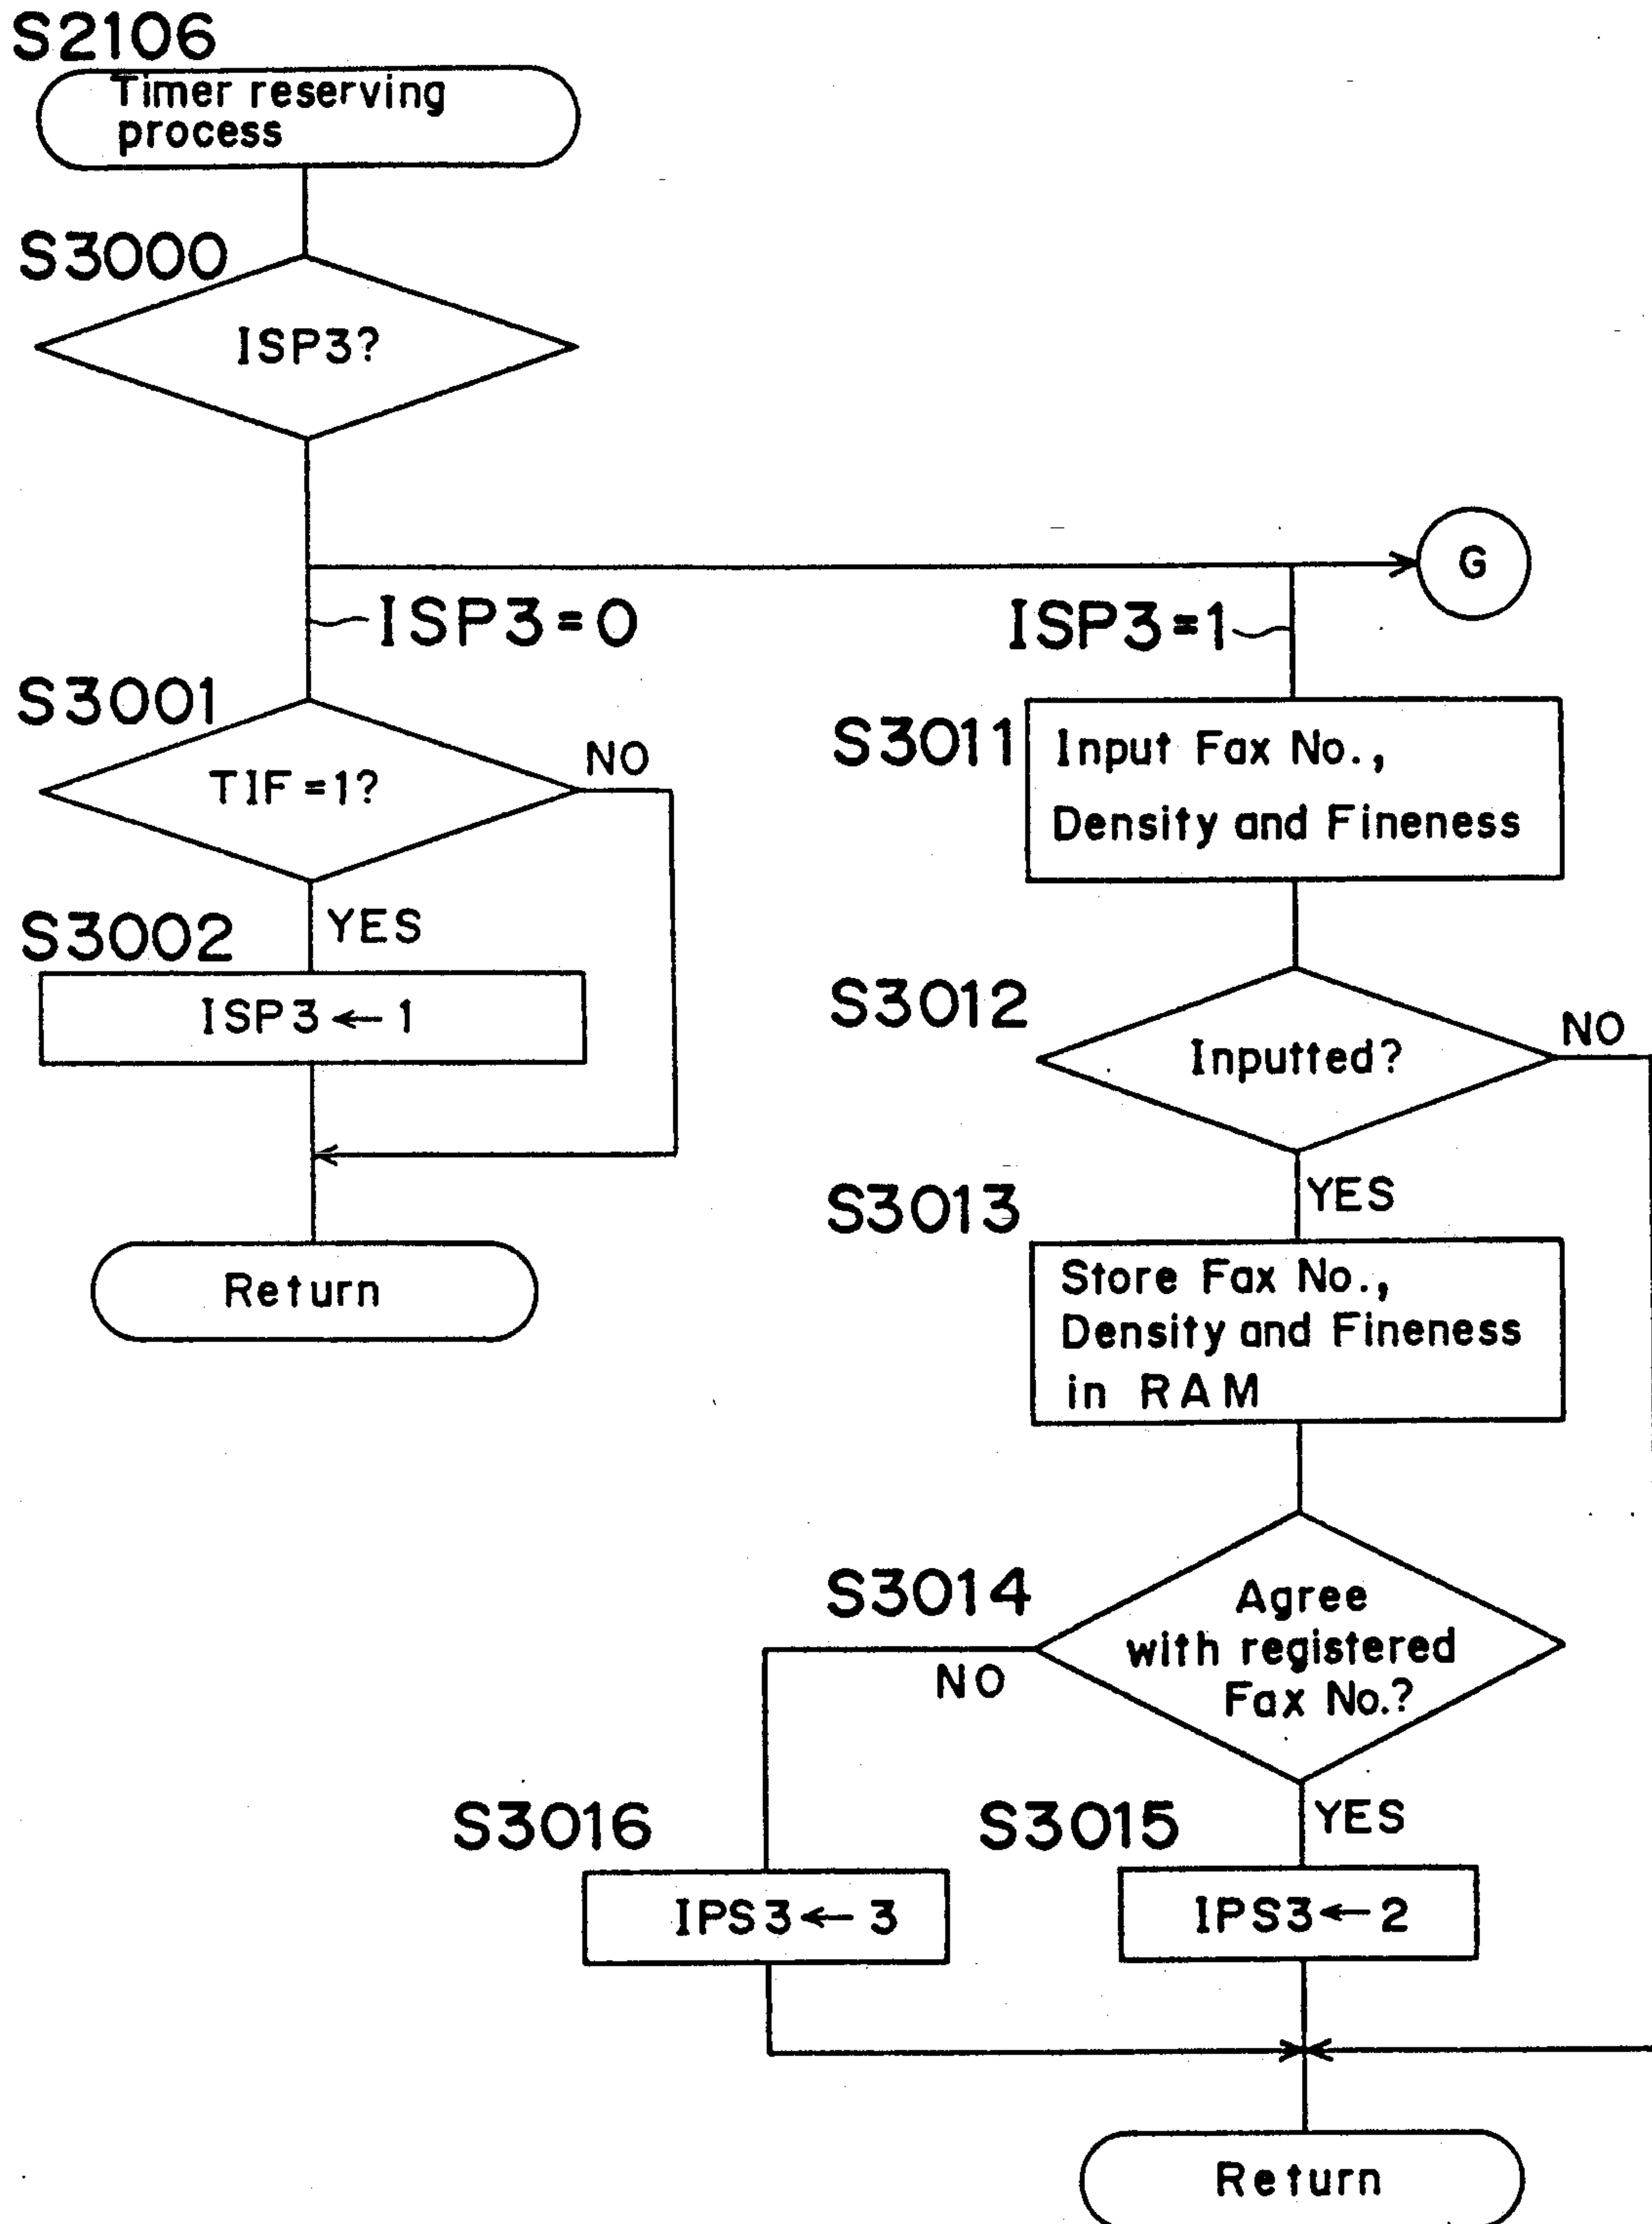 S2106
Timer reserving
process
S3000
ISP3?
G
ISP3=0
ISP3=1
S3001
TIF=1?
NO
YES
S3002
ISP3←1
Return
S3011
Input Fax No.,
Density and Fineness
S3012
Inputted?
NO
YES
S3013
Store Fax No.,
Density and Fineness
in RAM
S3014
Agree
with registered
Fax No.?
NO
YES
S3016
IPS3←3
S3015
IPS3←2
Return